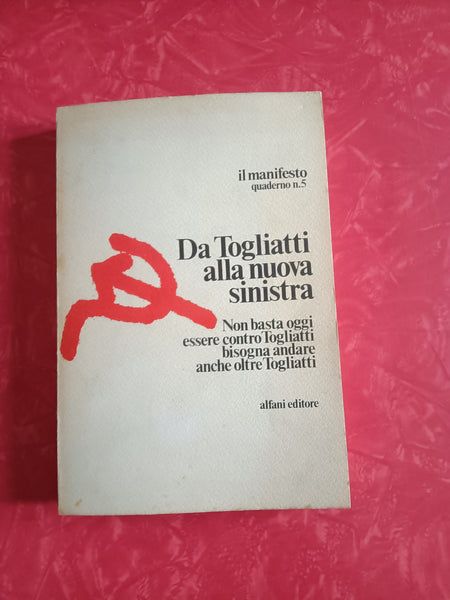 il manifesto
quaderno n.5
Da Togliatti
alla nuova
sinistra
Non basta oggi
essere contro Togliatti
bisogna andare
anche oltre Togliatti
alfani editore